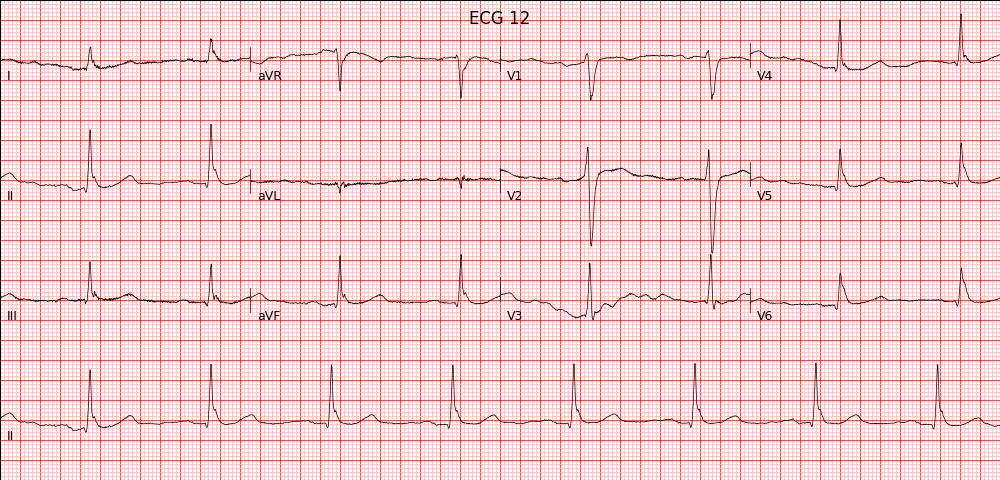 ECG 12
I aVR V1 V4
II aVL V2 V5
III aVF V3 V6
II